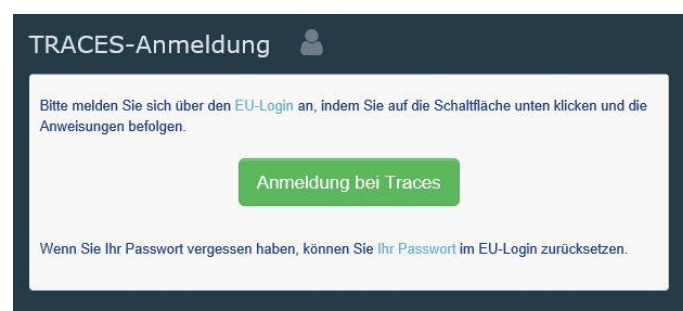 TRACES-Anmeldung
Bitte melden Sie sich über den EU-Login an, indem Sie auf die Schaltfläche unten klicken und die
Anweisungen befolgen.
Anmeldung bei Traces
Wenn Sie Ihr Passwort vergessen haben, können Sie Ihr Passwort im EU-Login zurücksetzen.